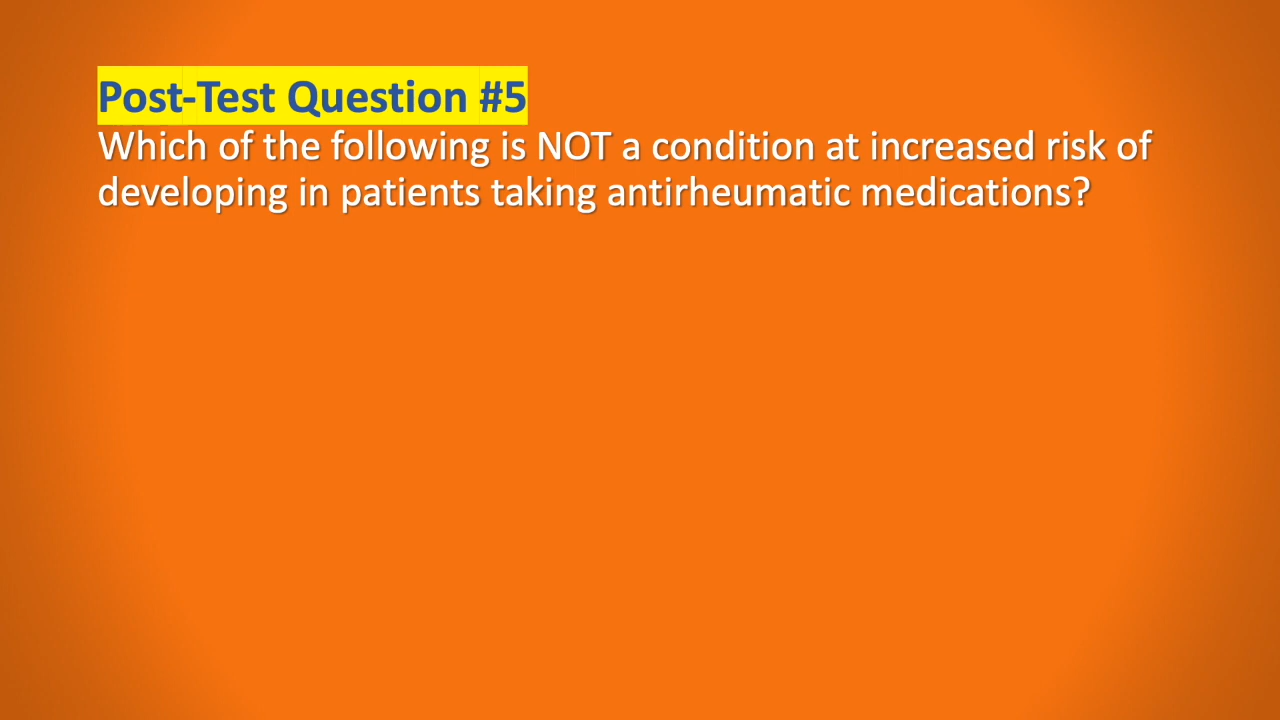 Post-Test Question #5
Which of the following is NOT a condition at increased risk of
developing in patients taking antirheumatic medications?